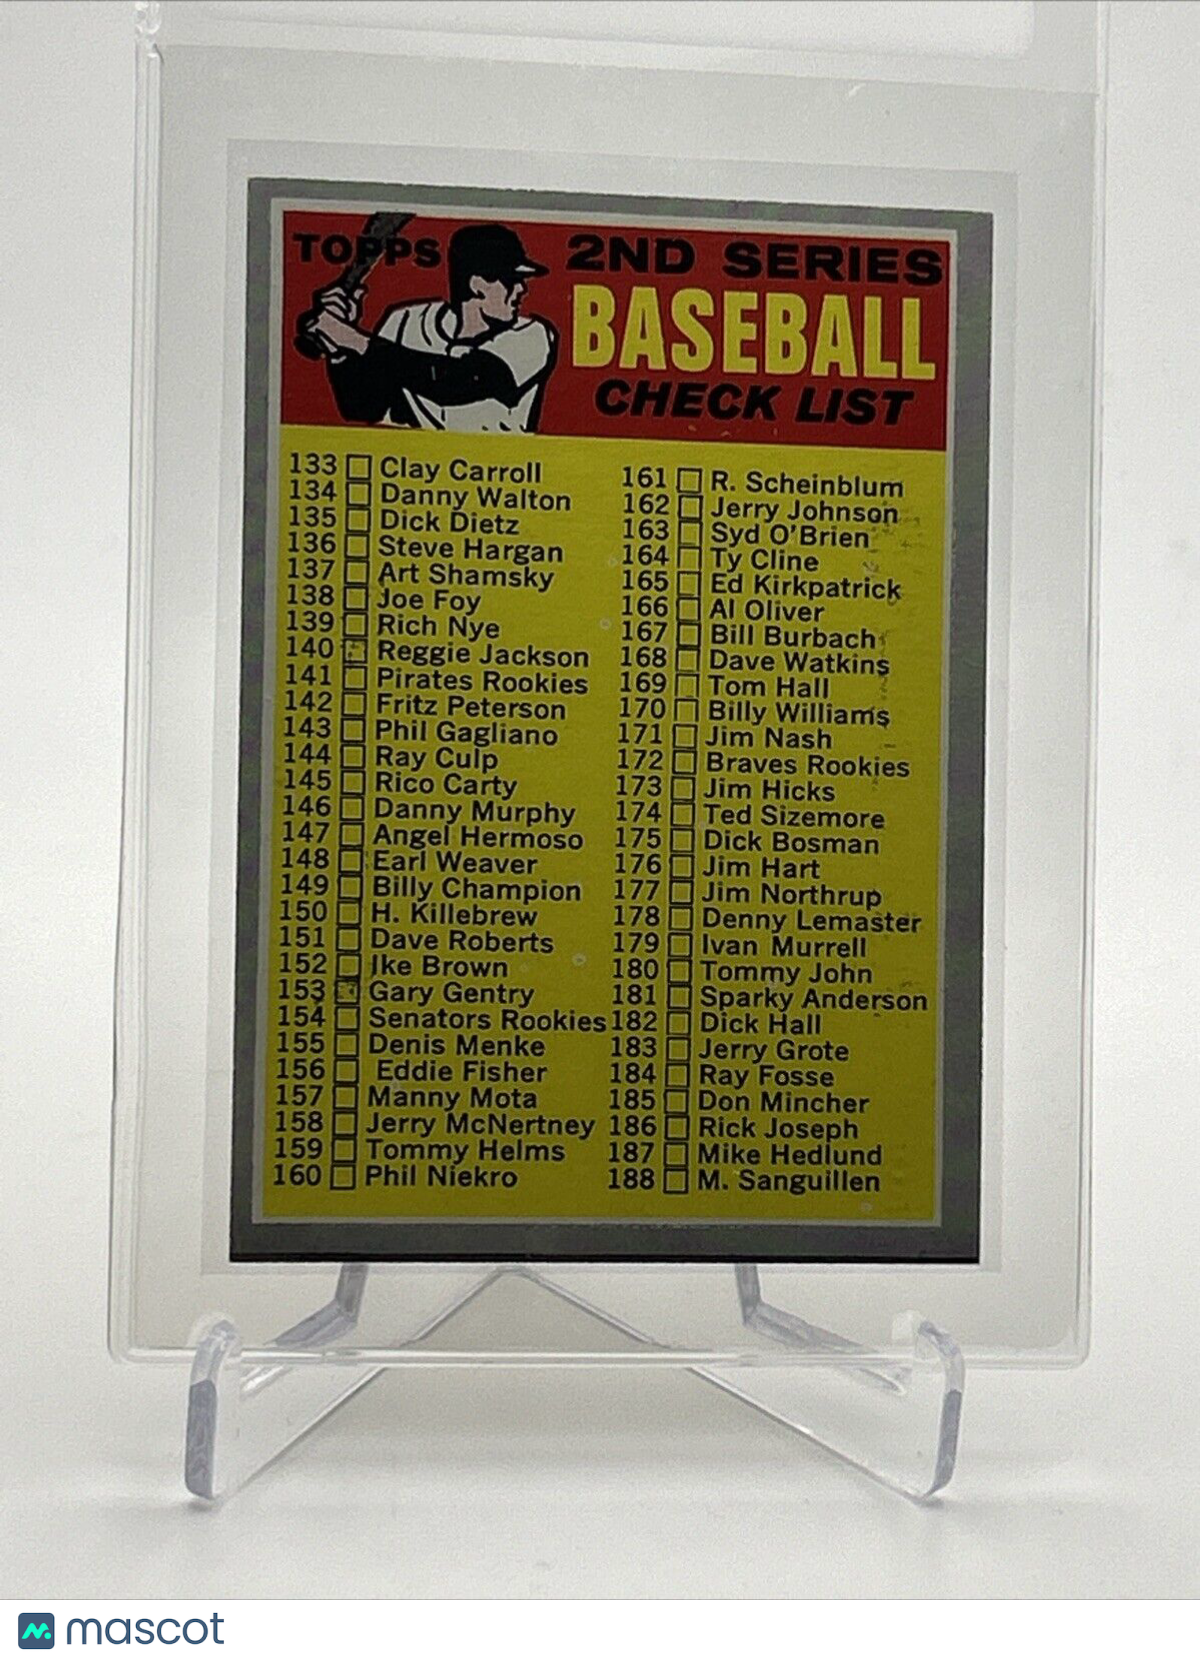 TOPPS
2ND SERIES
BASEBALL
CHECK LIST
133 Clay Carroll
134 Danny Walton
135 Dick Dietz
136 Steve Hargan
137 Art Shamsky
138 Joe Foy
139 Rich Nye
140 Reggie Jackson
141 Pirates Rookies
142 Fritz Peterson
143 Phil Gagliano
144 Ray Culp
145 Rico Carty
146 Danny Murphy
147 Angel Hermoso
148 Earl Weaver
149 Billy Champion
150 H. Killebrew
151 Dave Roberts
152 Ike Brown
153 Gary Gentry
154 Senators Rookies
155 Denis Menke
156 Eddie Fisher
157 Manny Mota
158 Jerry McNertney
159 Tommy Helms
160 Phil Niekro
161 R. Scheinblum
162 Jerry Johnson
163 Syd O'Brien
164 Ty Cline
165 Ed Kirkpatrick
166 Al Oliver
167 Bill Burbach
168 Dave Watkins
169 Tom Hall
170 Billy Williams
171 Jim Nash
172 Braves Rookies
173 Jim Hicks
174 Ted Sizemore
175 Dick Bosman
176 Jim Hart
177 Jim Northrup
178 Denny Lemaster
179 Ivan Murrell
180 Tommy John
181 Sparky Anderson
182 Dick Hall
183 Jerry Grote
184 Ray Fosse
185 Don Mincher
186 Rick Joseph
187 Mike Hedlund
188 M. Sanguillen
mascot